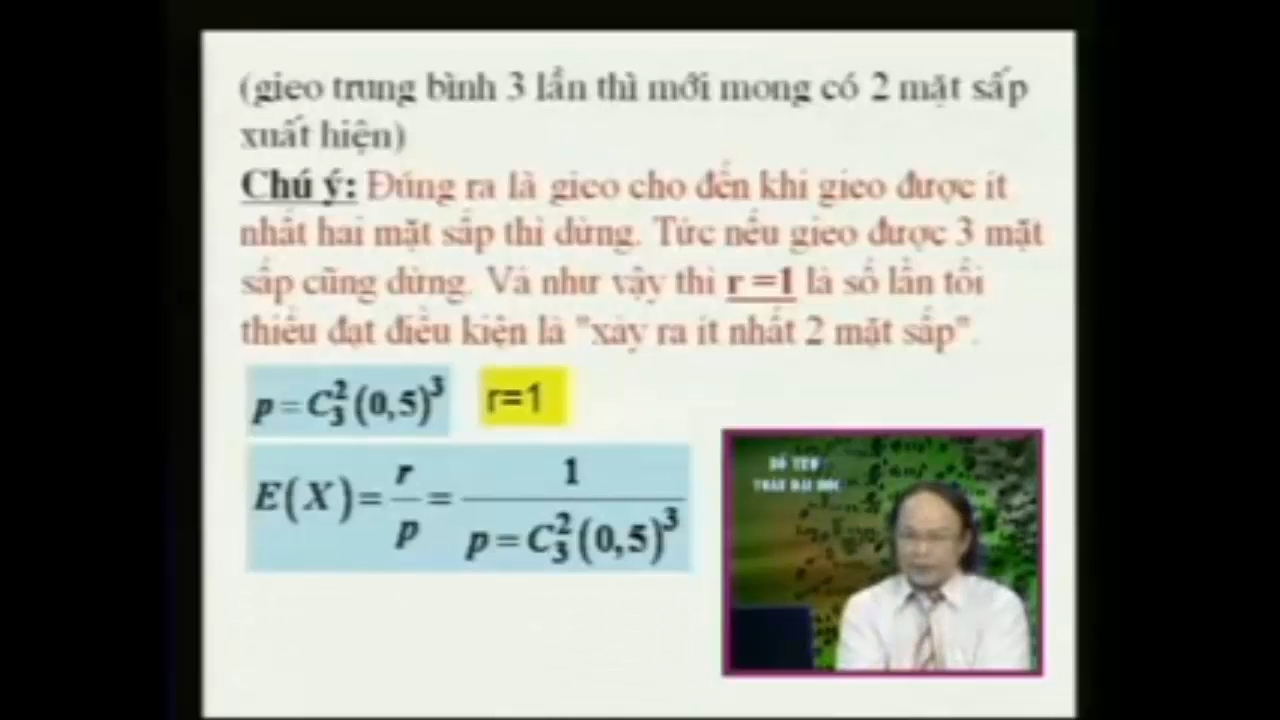 (gieo trung bình 3 lần thì mới mong có 2 mặt sấp
xuất hiện)
Chú ý: Đúng ra là gieo cho đến khi gieo được ít
nhất hai mặt sấp thì dừng. Tức nếu gieo được 3 mặt
sấp cũng dừng. Và như vậy thì r =1 là số lần tối
thiểu đạt điều kiện là "xảy ra ít nhất 2 mặt sấp".
p = C₃²(0,5)³ r=1
E(X) = r/p = 1/(p = C₃²(0,5)³)